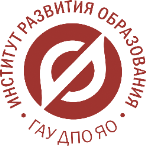 ИНСТИТУТ РАЗВИТИЯ ОБРАЗОВАНИЯ
ГАУ ДПО ЯО